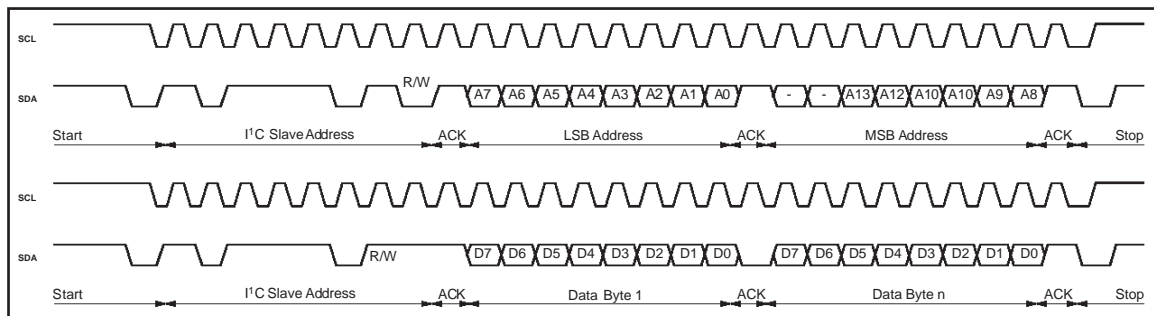 SCL
SDA R/W A7 A6 A5 A4 A3 A2 A1 A0 - - A13 A12 A10 A10 A9 A8
Start I¹C Slave Address ACK LSB Address ACK MSB Address ACK Stop
SCL
SDA R/W D7 D6 D5 D4 D3 D2 D1 D0 D7 D6 D5 D4 D3 D2 D1 D0
Start I¹C Slave Address ACK Data Byte 1 ACK Data Byte n ACK Stop